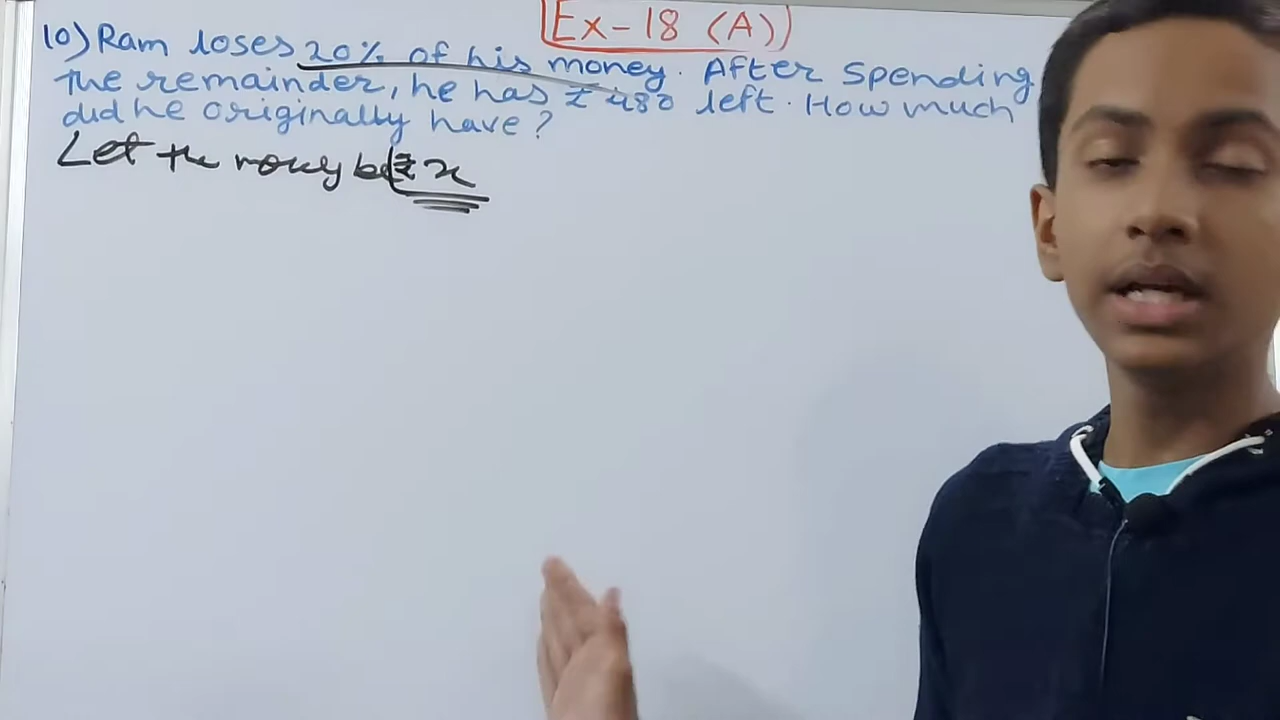 Ex-18 (A)
10) Ram loses 20% of his money. After spending
the remainder, he has ₹ 480 left. How much
did he originally have?
Let the money be ₹ x